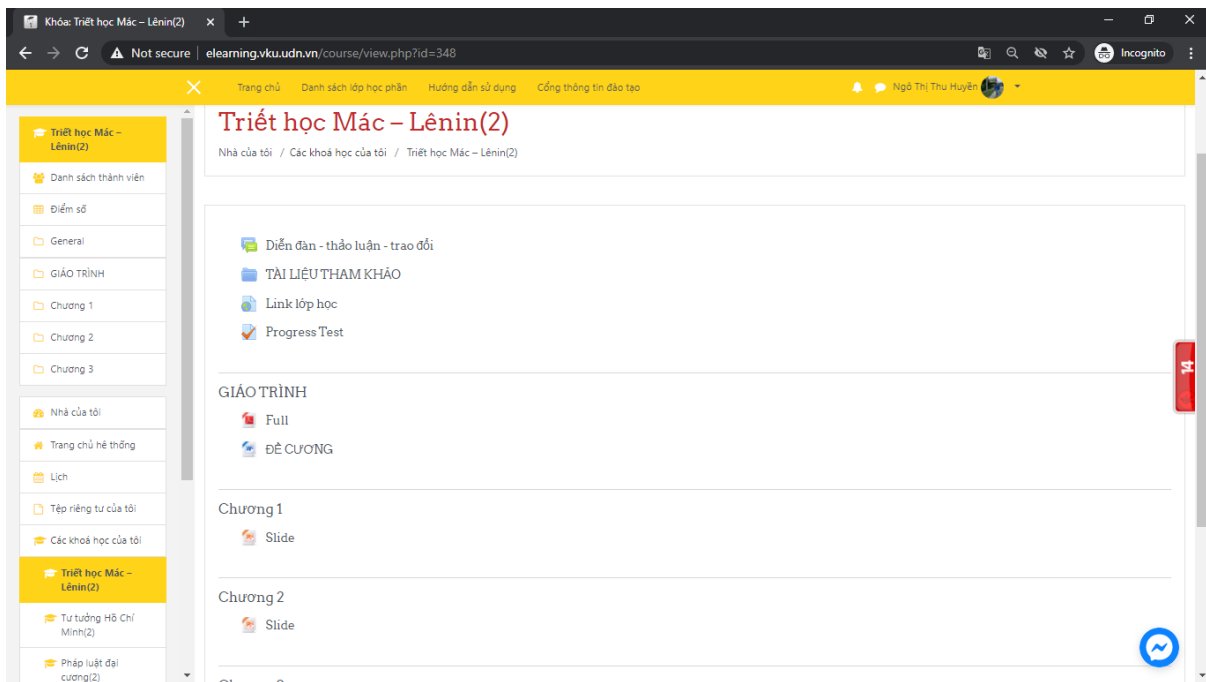 Khóa: Triết học Mác – Lênin(2)
Not secure | elearning.vku.udn.vn/course/view.php?id=348
Incognito
Trang chủ Danh sách lớp học phần Hướng dẫn sử dụng Cổng thông tin đào tạo
Ngô Thị Thu Huyền
Triết học Mác –
Lênin(2)
Danh sách thành viên
Điểm số
General
GIÁO TRÌNH
Chương 1
Chương 2
Chương 3
Nhà của tôi
Trang chủ hệ thống
Lịch
Tệp riêng tư của tôi
Các khoá học của tôi
Triết học Mác –
Lênin(2)
Tư tưởng Hồ Chí
Minh(2)
Pháp luật đại
cương(2)
Triết học Mác – Lênin(2)
Nhà của tôi / Các khoá học của tôi / Triết học Mác – Lênin(2)
Diễn đàn - thảo luận - trao đổi
TÀI LIỆU THAM KHẢO
Link lớp học
Progress Test
GIÁO TRÌNH
Full
ĐỀ CƯƠNG
Chương 1
Slide
Chương 2
Slide
14